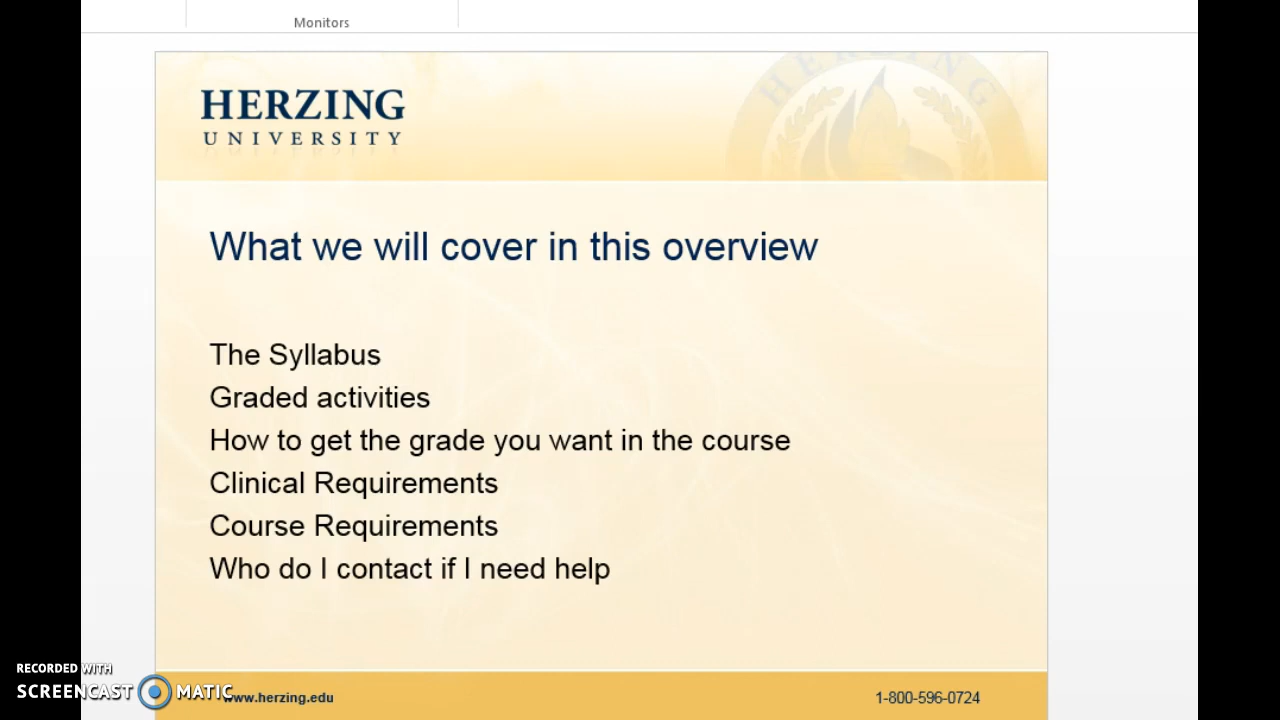 Monitors
HERZING
HERZING
UNIVERSITY
What we will cover in this overview
The Syllabus
Graded activities
How to get the grade you want in the course
Clinical Requirements
Course Requirements
Who do I contact if I need help
RECORDED WITH
SCREENCAST MATIC
www.herzing.edu
1-800-596-0724